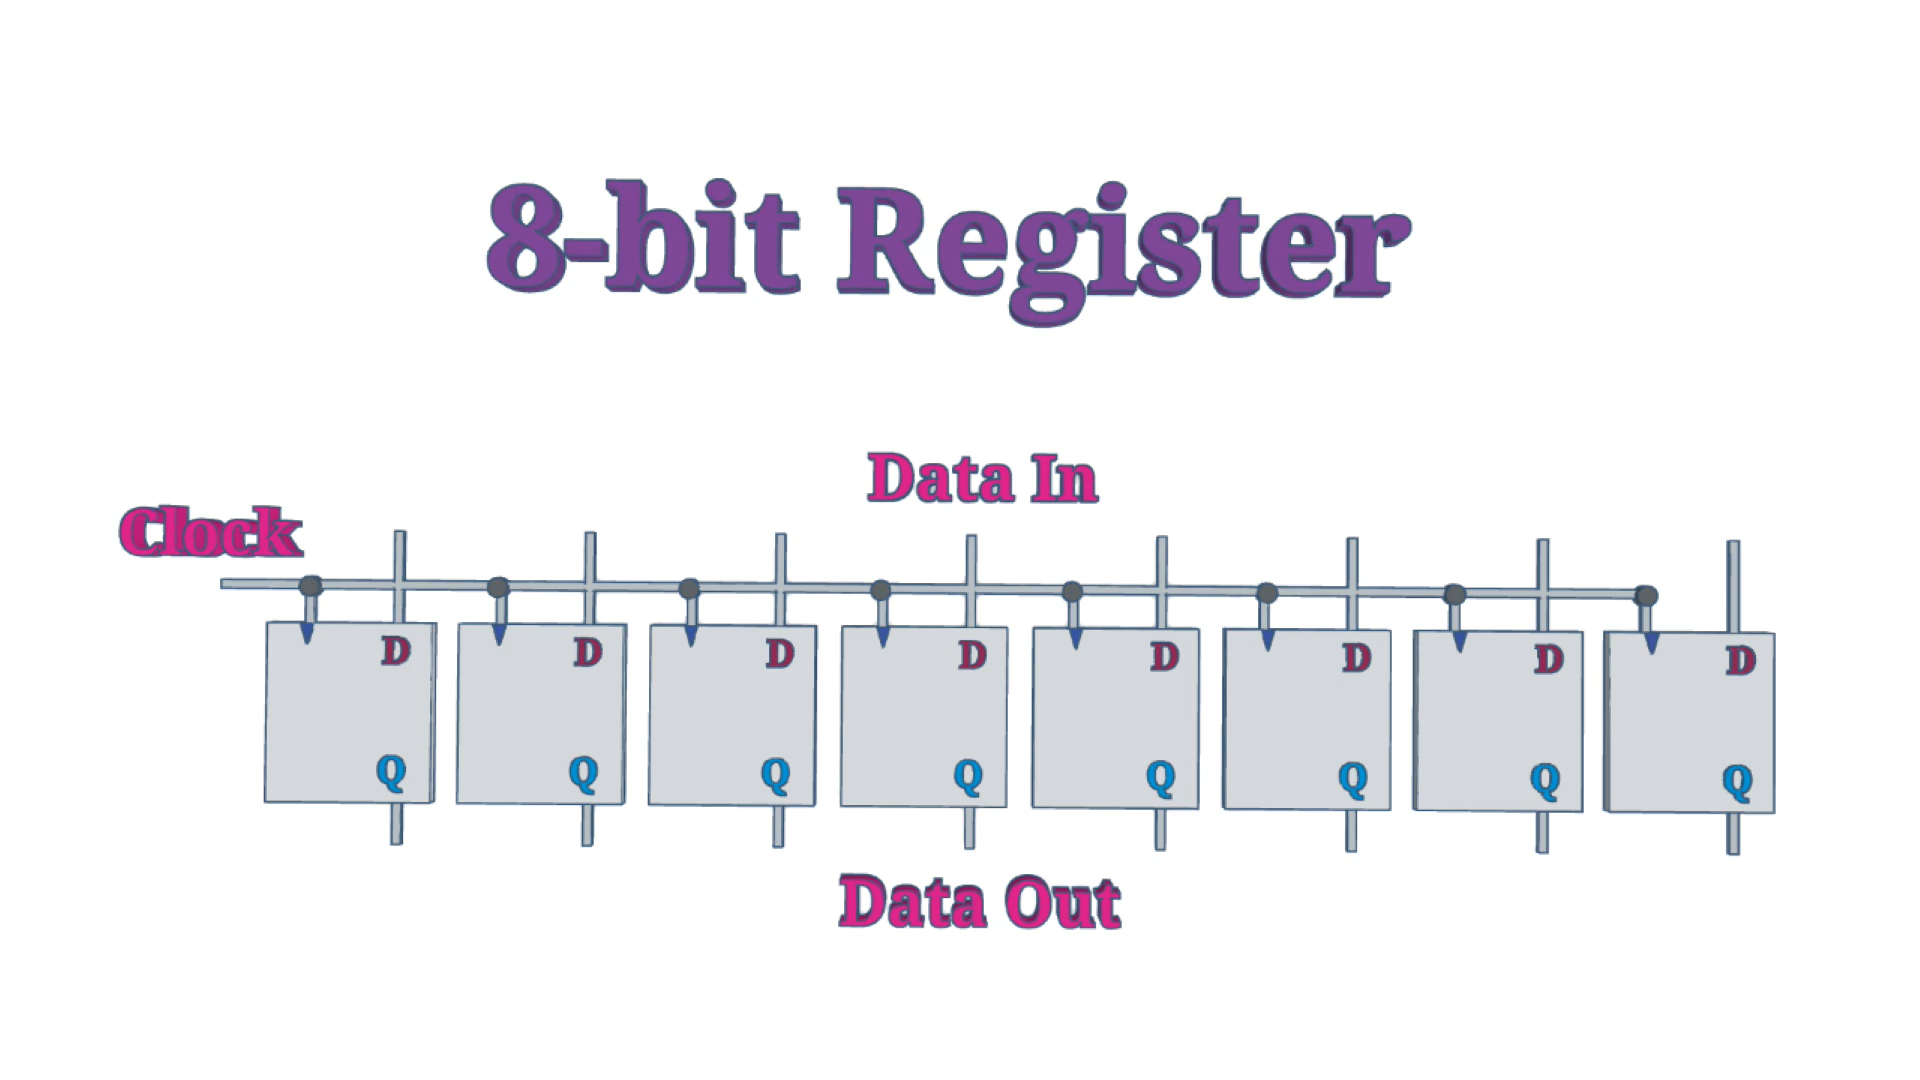 8-bit Register
Data In
Clock
D D D D D D D D
Q Q Q Q Q Q Q Q
Data Out